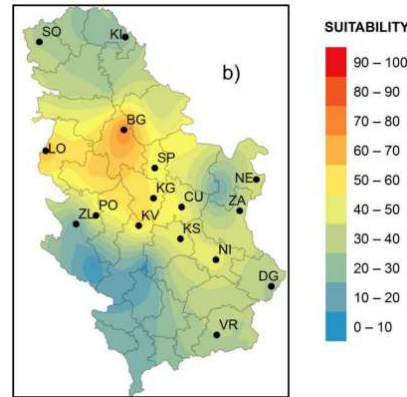 SO
KI
b)
BG
LO
SP
NE
KG
CU
ZA
PO
ZL
KV
KS
NI
DG
VR
SUITABILITY
90 – 100
80 – 90
70 – 80
60 – 70
50 – 60
40 – 50
30 – 40
20 – 30
10 – 20
0 – 10